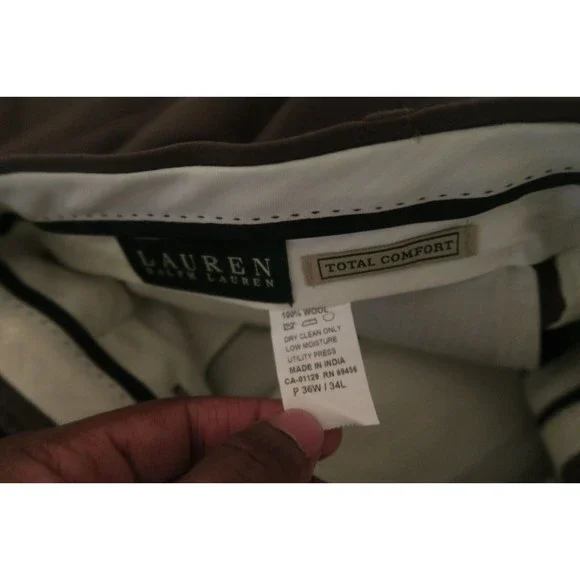 LAUREN
RALPH LAUREN
TOTAL COMFORT
100% WOOL
DRY CLEAN ONLY
LOW MOISTURE
UTILITY PRESS
MADE IN INDIA
CA-01129 RN 69456
P 36W / 34L